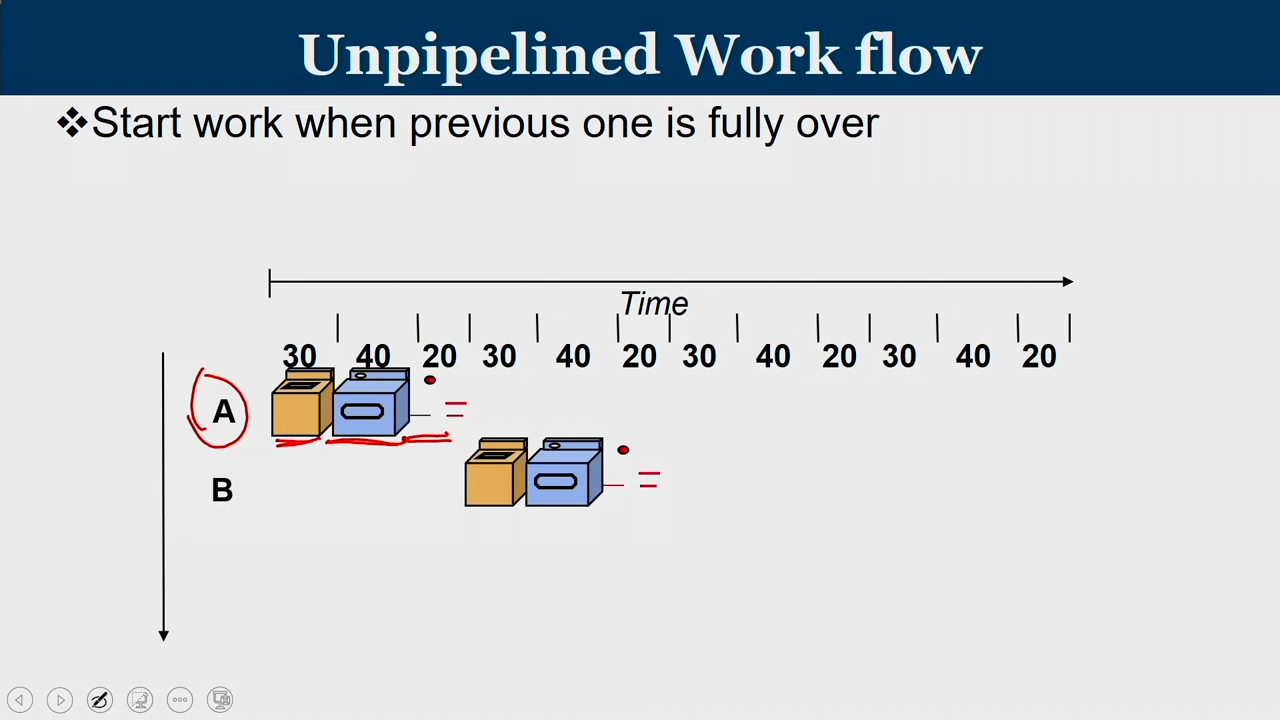 Unpipelined Work flow
❖Start work when previous one is fully over
Time
30 40 20 30 40 20 30 40 20 30 40 20
A
B